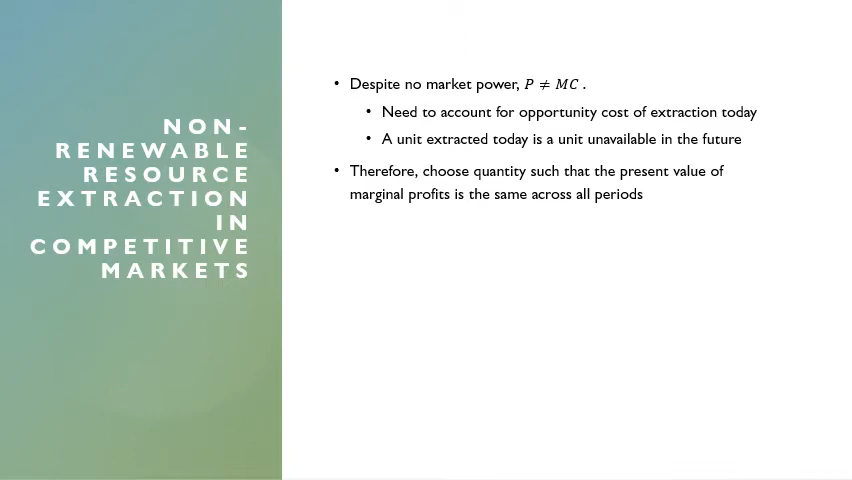 NON-
RENEWABLE
RESOURCE
EXTRACTION
IN
COMPETITIVE
MARKETS
• Despite no market power, P ≠ MC .
• Need to account for opportunity cost of extraction today
• A unit extracted today is a unit unavailable in the future
• Therefore, choose quantity such that the present value of
marginal profits is the same across all periods